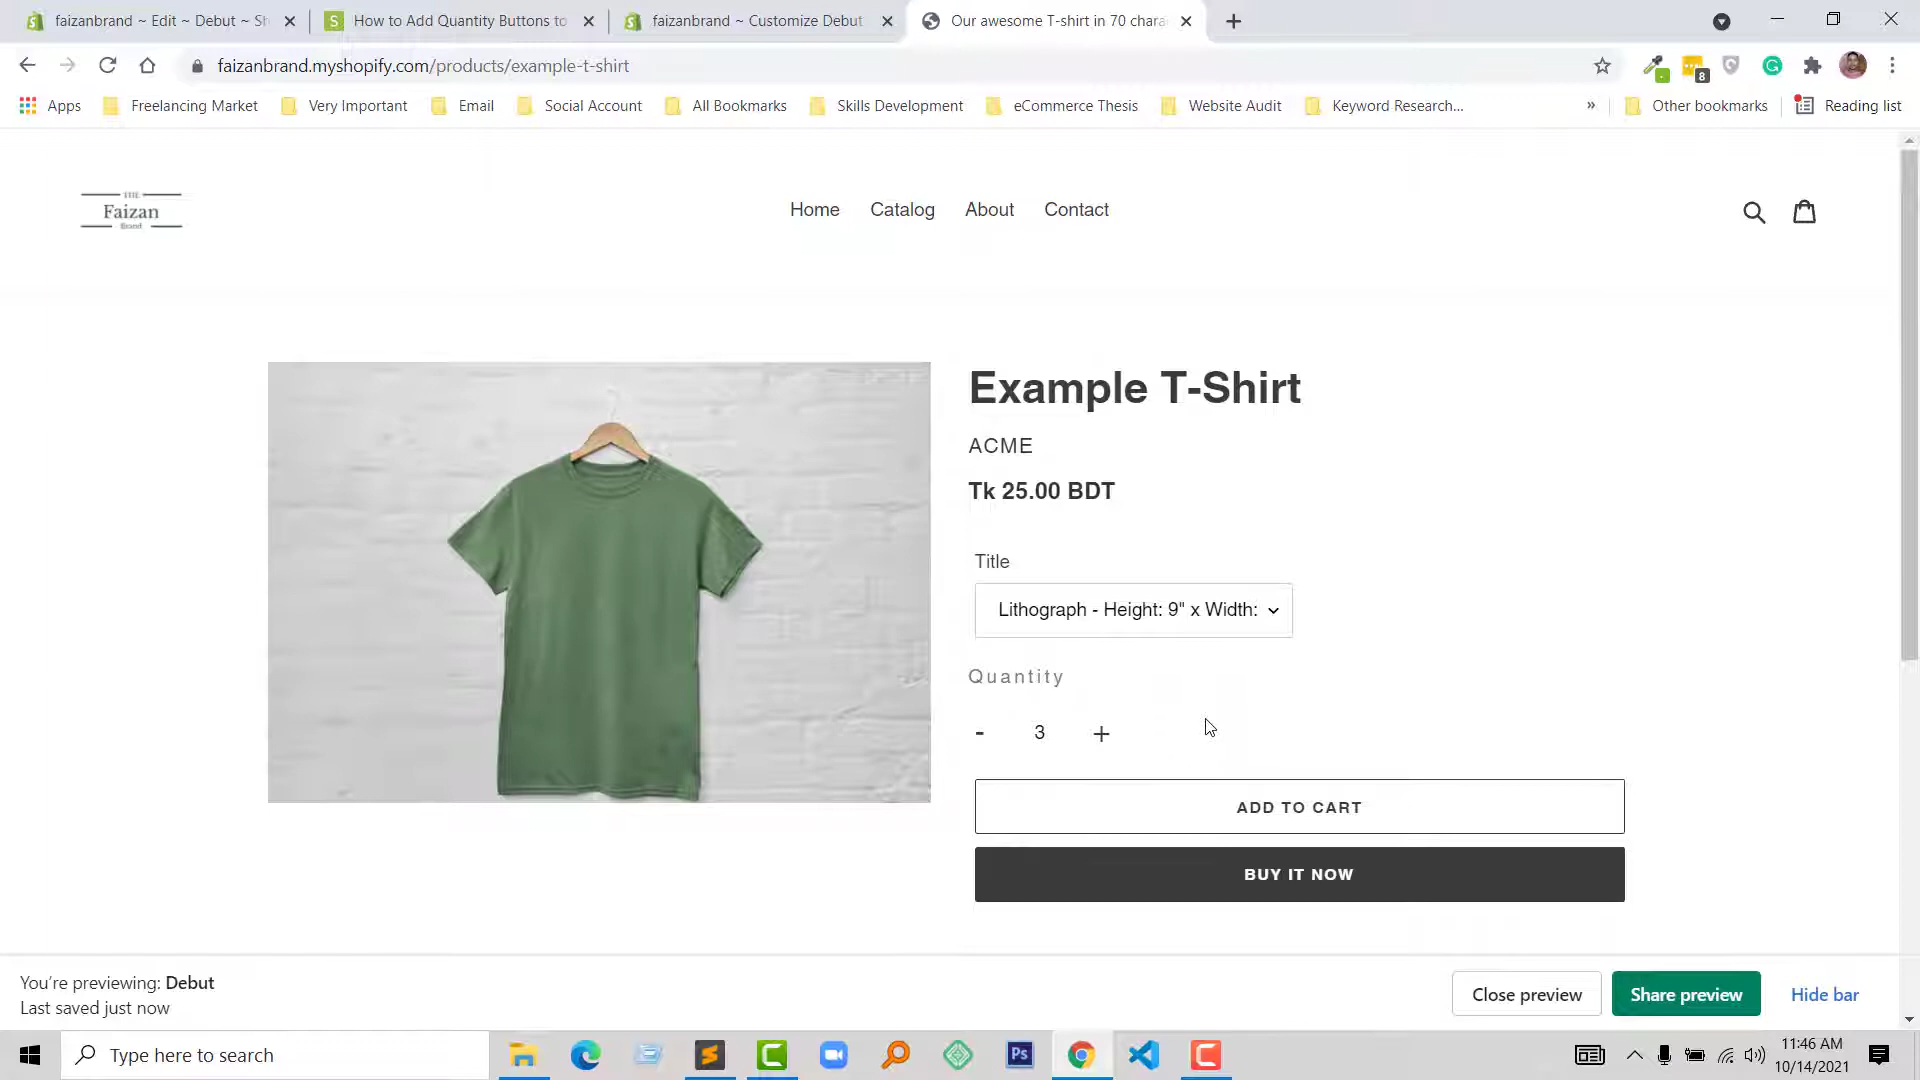 faizanbrand ~ Edit ~ Debut ~ Sh
How to Add Quantity Buttons to
faizanbrand ~ Customize Debut
Our awesome T-shirt in 70 chara
faizanbrand.myshopify.com/products/example-t-shirt
8
Apps
Freelancing Market
Very Important
Email
Social Account
All Bookmarks
Skills Development
eCommerce Thesis
Website Audit
Keyword Research...
»
Other bookmarks
Reading list
THE
Faizan
Brand
Home
Catalog
About
Contact
Example T-Shirt
ACME
Tk 25.00 BDT
Title
Lithograph - Height: 9" x Width:
Quantity
- 3 +
ADD TO CART
BUY IT NOW
You're previewing: Debut
Last saved just now
Close preview
Share preview
Hide bar
Type here to search
Ps
11:46 AM
10/14/2021